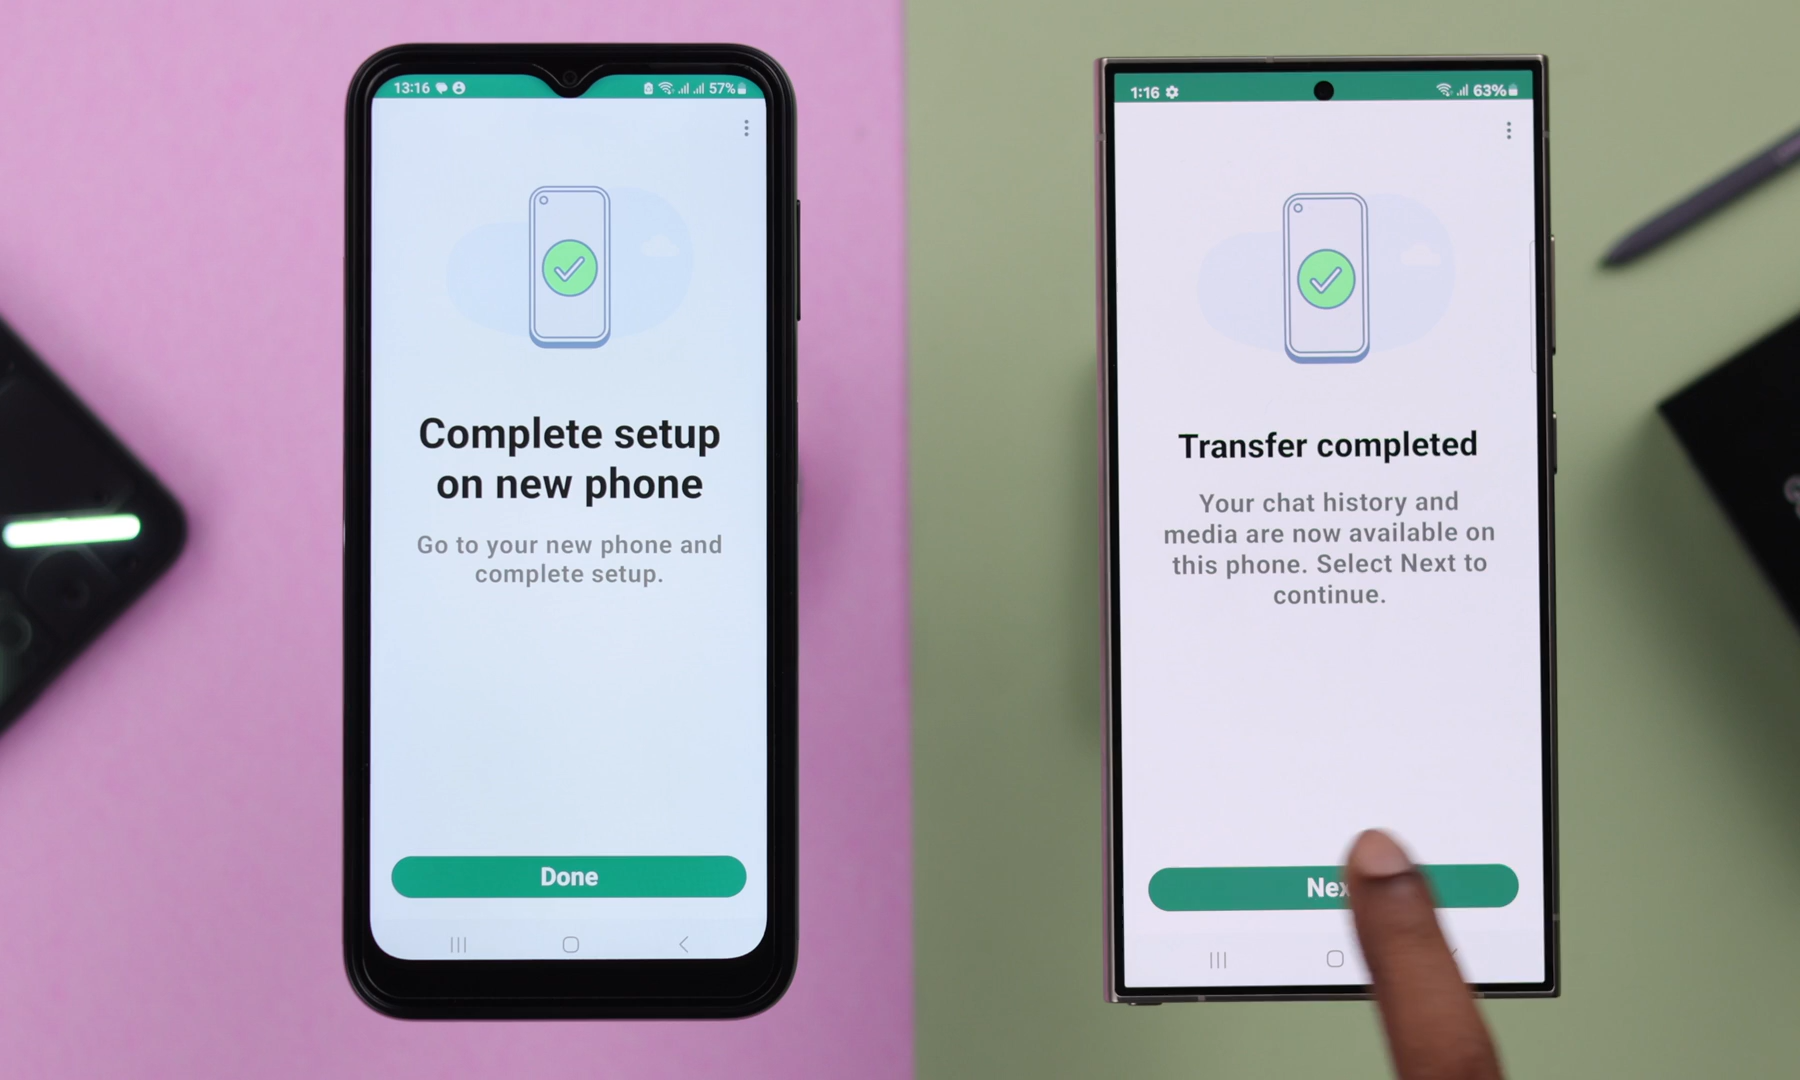 13:16
57%
Complete setup
on new phone
Go to your new phone and
complete setup.
Done
1:16
63%
Transfer completed
Your chat history and
media are now available on
this phone. Select Next to
continue.